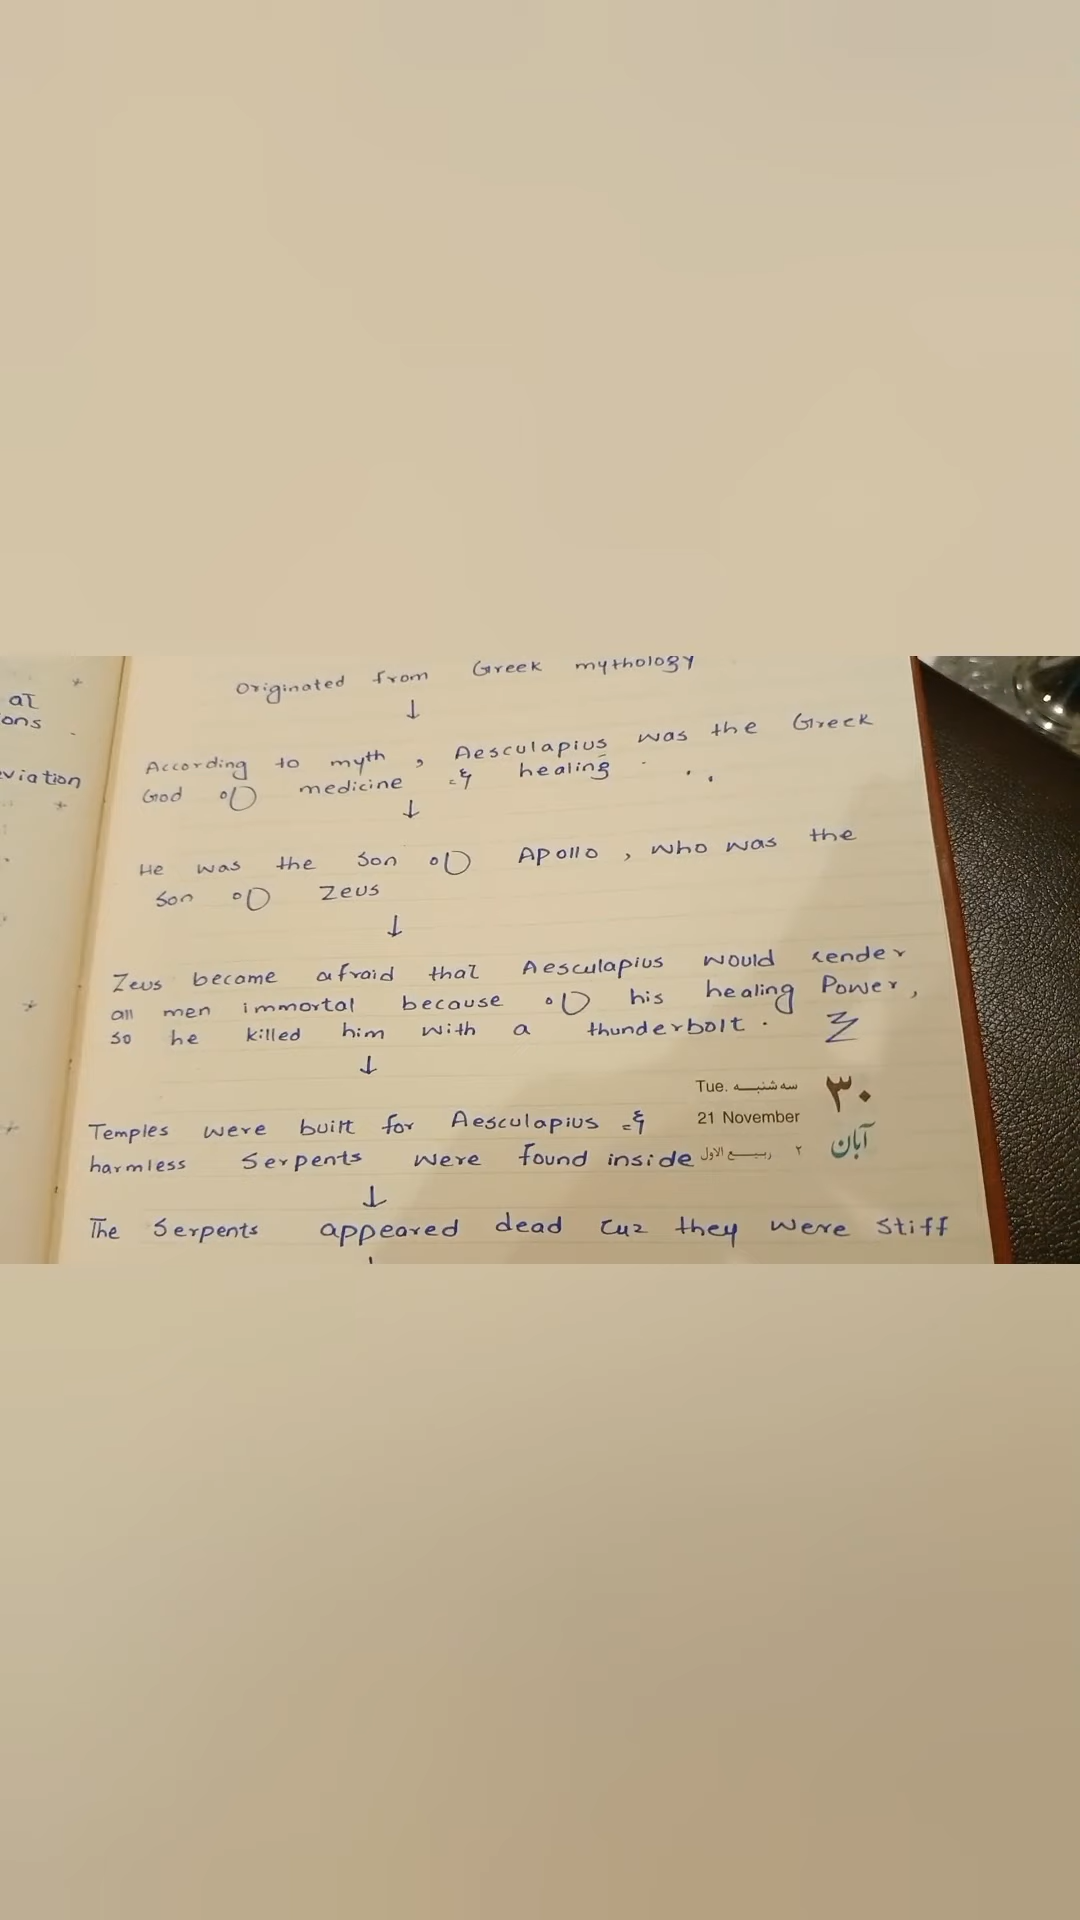 originated from Greek mythology
↓
According to myth, Aesculapius was the Greek
God of medicine & healing.
↓
He was the son of Apollo, who was the
son of Zeus
↓
Zeus became afraid that Aesculapius would render
all men immortal because of his healing Power,
so he killed him with a thunderbolt.
↓
Temples were built for Aesculapius &
harmless Serpents were found inside
↓
The Serpents appeared dead cuz they were stiff
Tue. سه شنبه ۳۰
21 November
۲ ربیع الاول آبان
at
ons
eviation